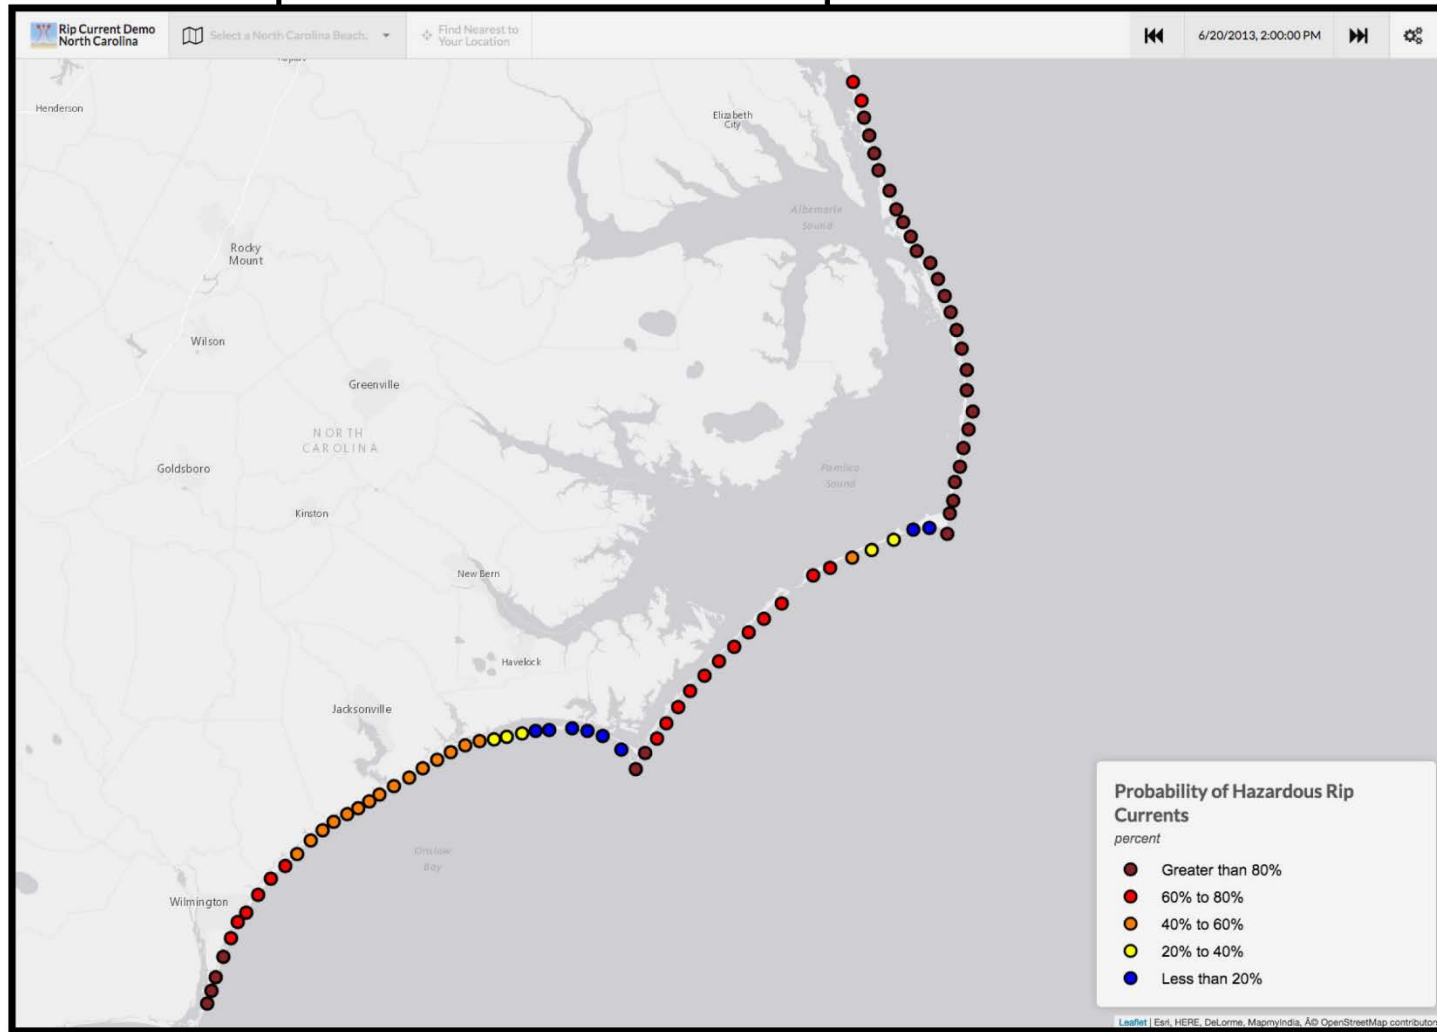 Rip Current Demo
North Carolina
Select a North Carolina Beach.
Find Nearest to
Your Location
6/20/2013, 2:00:00 PM
Henderson
Elizabeth
City
Albemarle
Sound
Rocky
Mount
Wilson
Greenville
NORTH
CAROLINA
Goldsboro
Pamlico
Sound
Kinston
New Bern
Havelock
Jacksonville
Onslow
Bay
Wilmington
Probability of Hazardous Rip
Currents
percent
Greater than 80%
60% to 80%
40% to 60%
20% to 40%
Less than 20%
Leaflet | Esri, HERE, DeLorme, MapmyIndia, Â© OpenStreetMap contributors